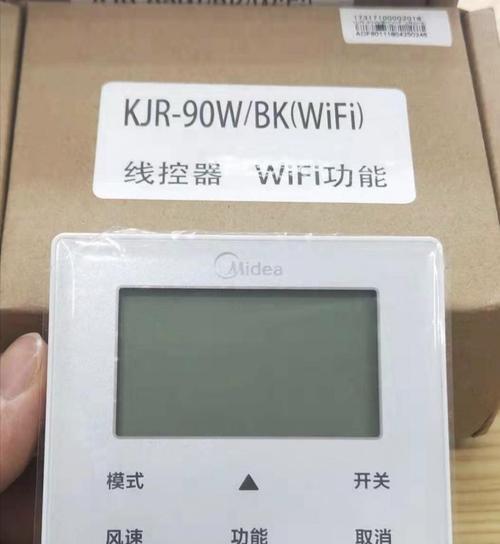 17317100002018
KJR-90W/BK(WiFi)
线控器 WiFi功能
Midea
模式 ▲ 开关
风速 功能 取消